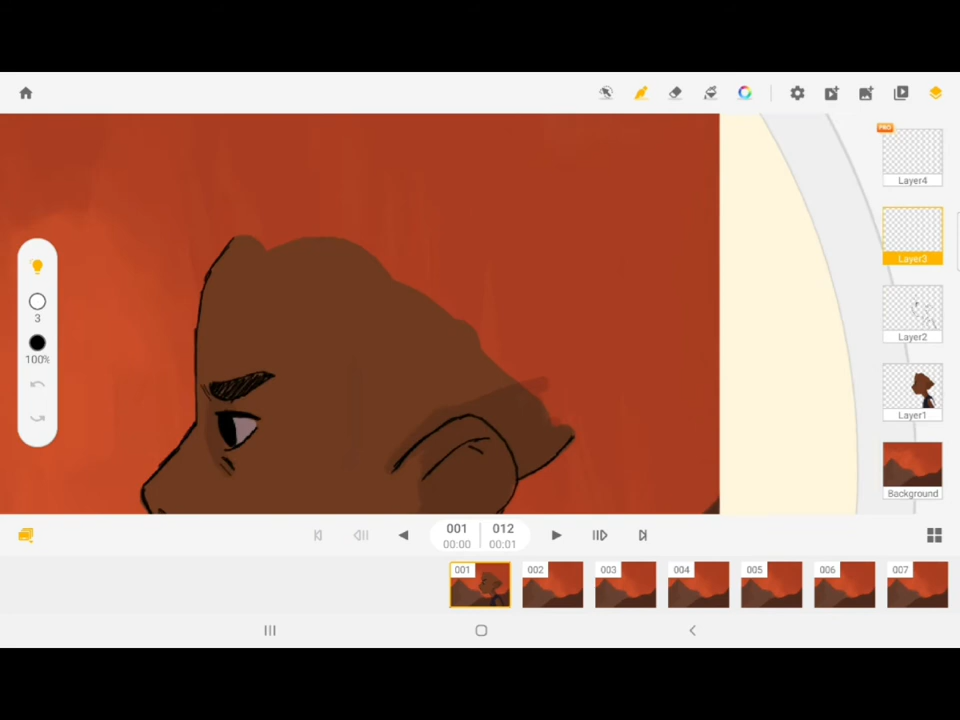 PRO
Layer4
Layer3
3
Layer2
100%
Layer1
Background
001 012
00:00 00:01
001 002 003 004 005 006 007